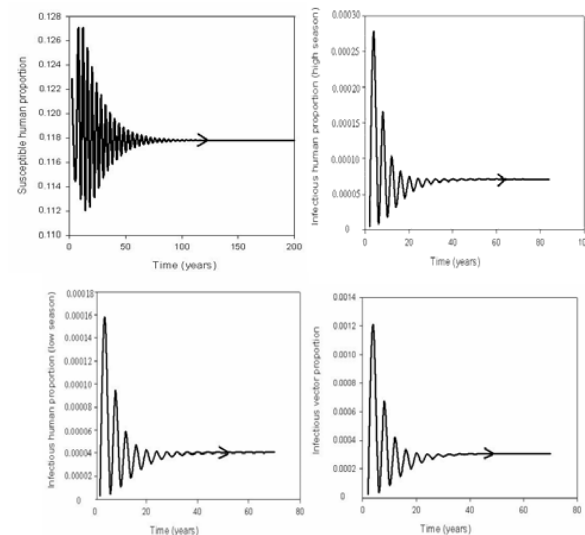 Susceptible human proportion
0.128
0.126
0.124
0.122
0.120
0.118
0.116
0.114
0.112
0.110
0 50 100 150 200
Time (years)
Infectious human proportion (high season)
0.00030
0.00025
0.00020
0.00015
0.00010
0.00005
0
0 20 40 60 80 100
Time (years)
Infectious human proportion (low season)
0.00018
0.00016
0.00014
0.00012
0.00010
0.00008
0.00006
0.00004
0.00002
0
0 20 40 60 80
Time (years)
Infectious vector proportion
0.0014
0.0012
0.0010
0.0008
0.0006
0.0004
0.0002
0
0 20 40 60 80
Time (years)